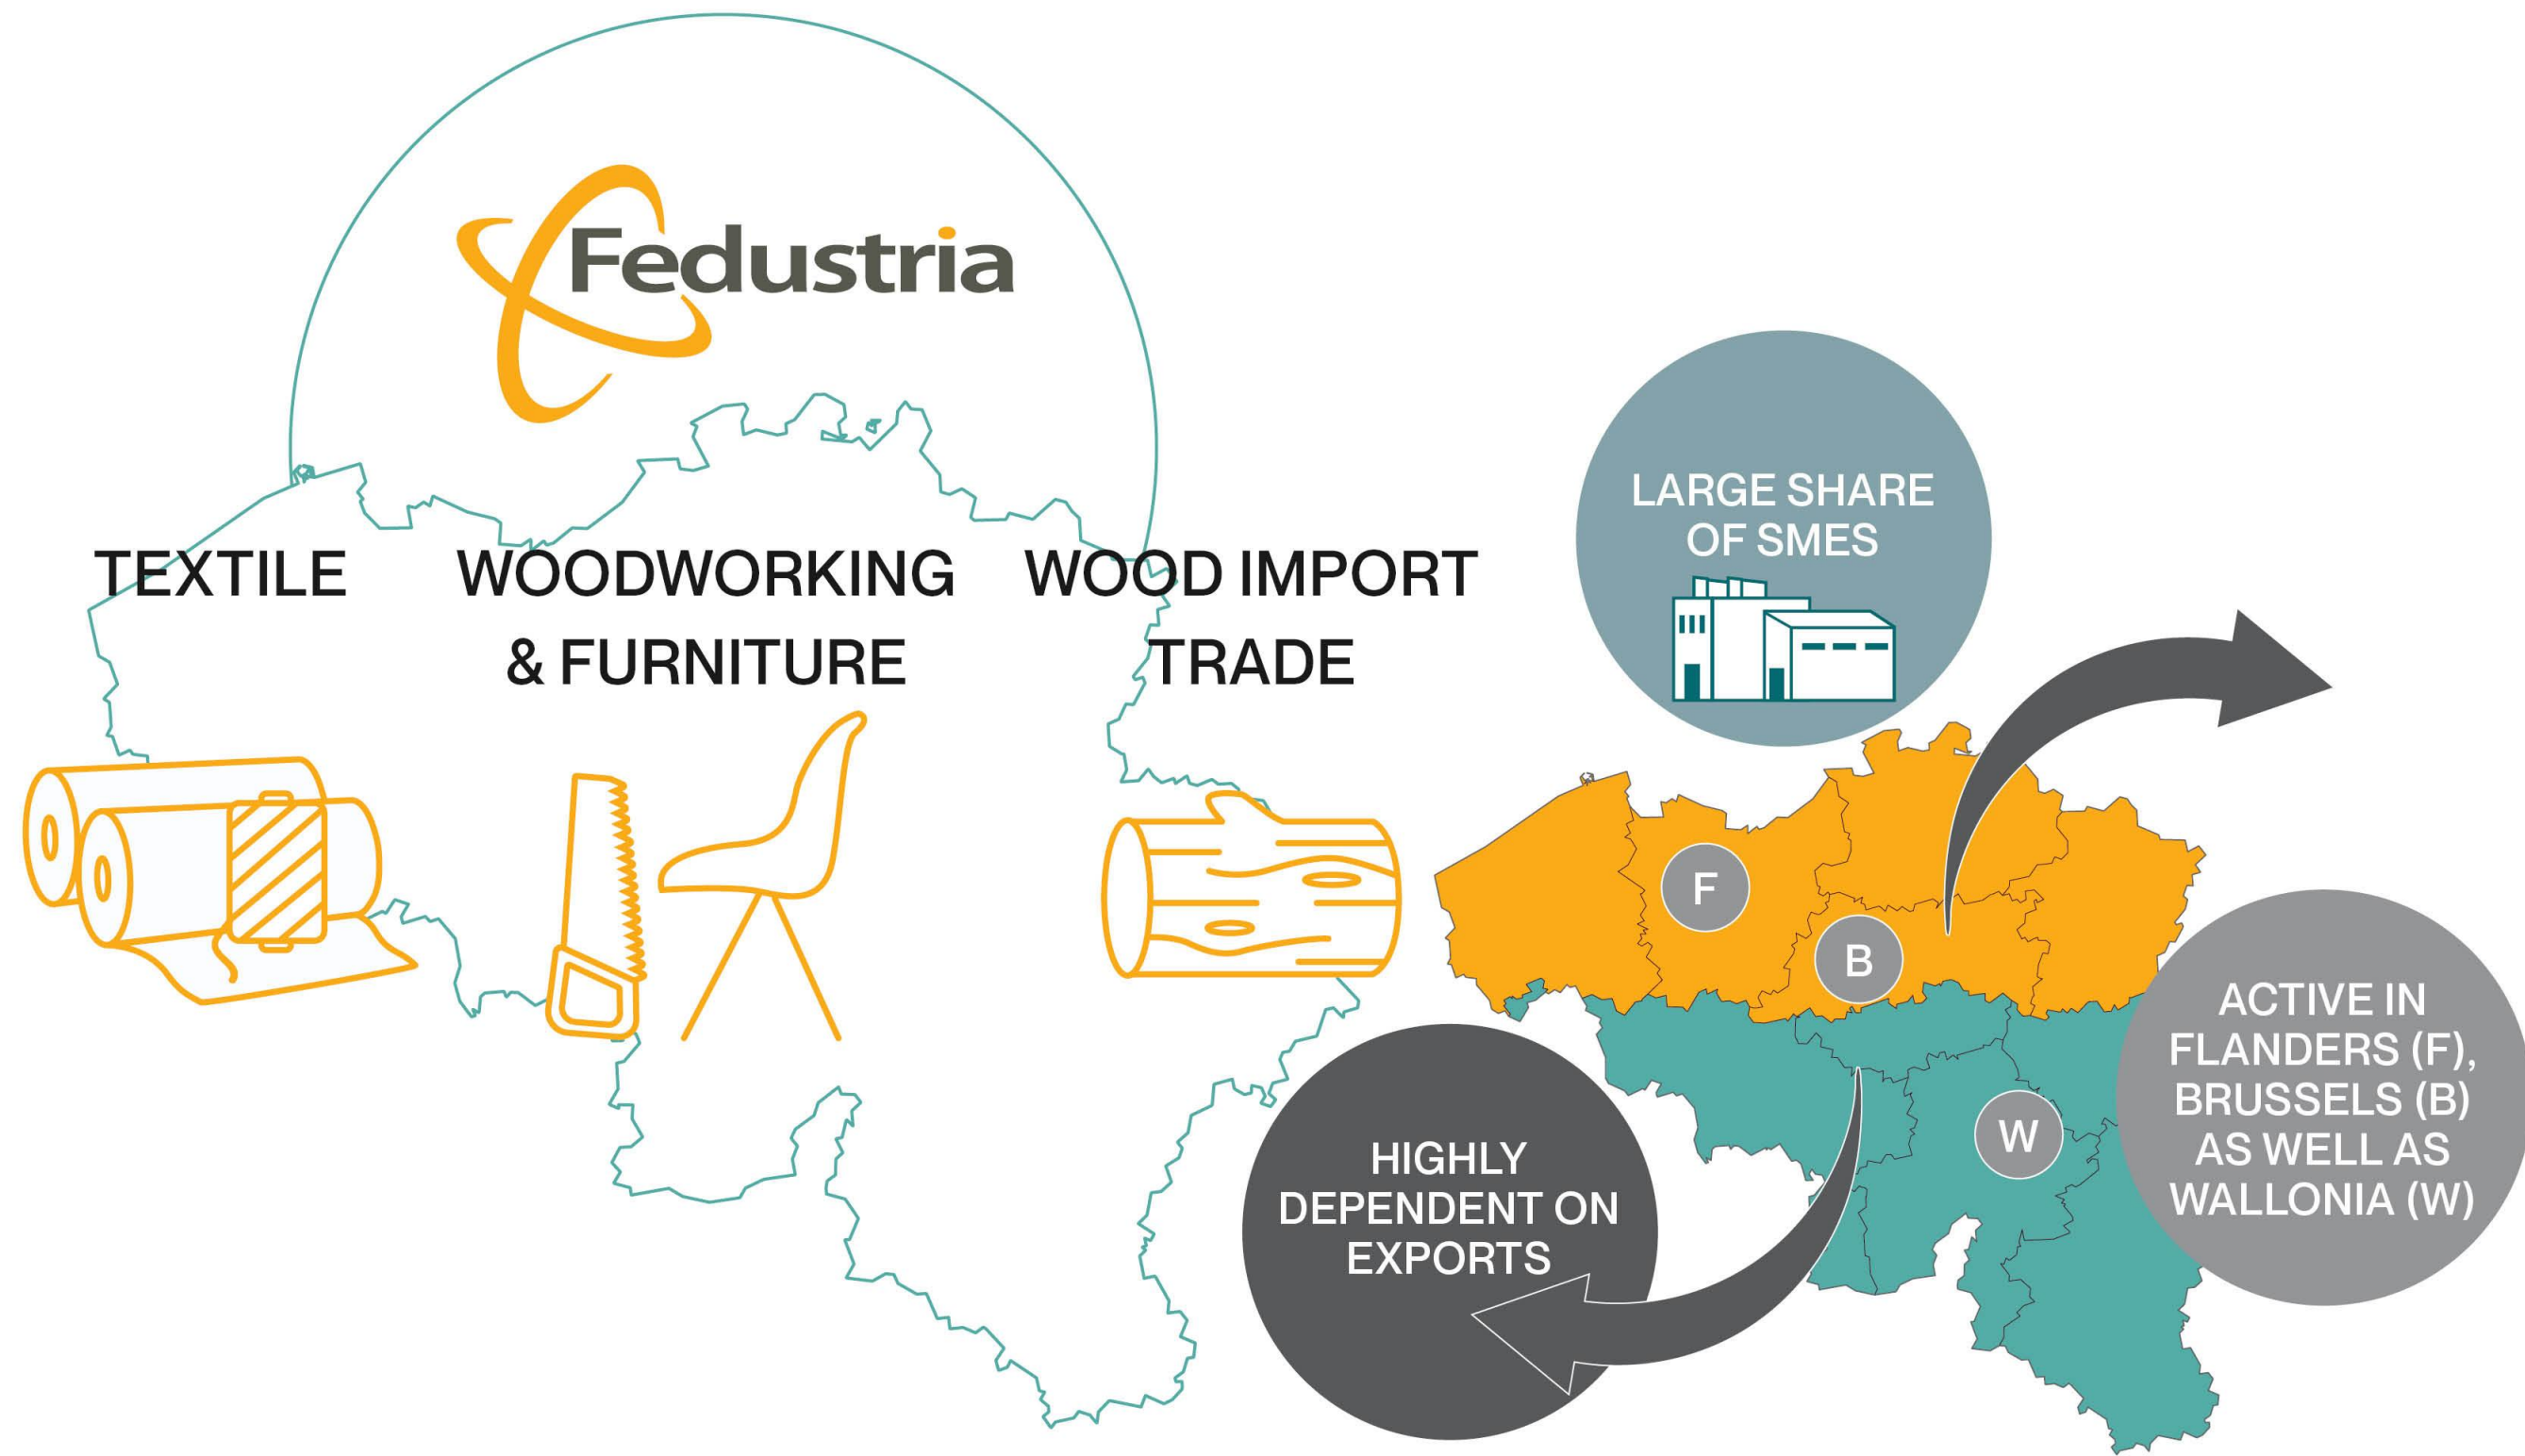 Fedustria
TEXTILE
WOODWORKING
& FURNITURE
WOOD IMPORT
TRADE
LARGE SHARE
OF SMES
F
B
W
HIGHLY
DEPENDENT ON
EXPORTS
ACTIVE IN
FLANDERS (F),
BRUSSELS (B)
AS WELL AS
WALLONIA (W)